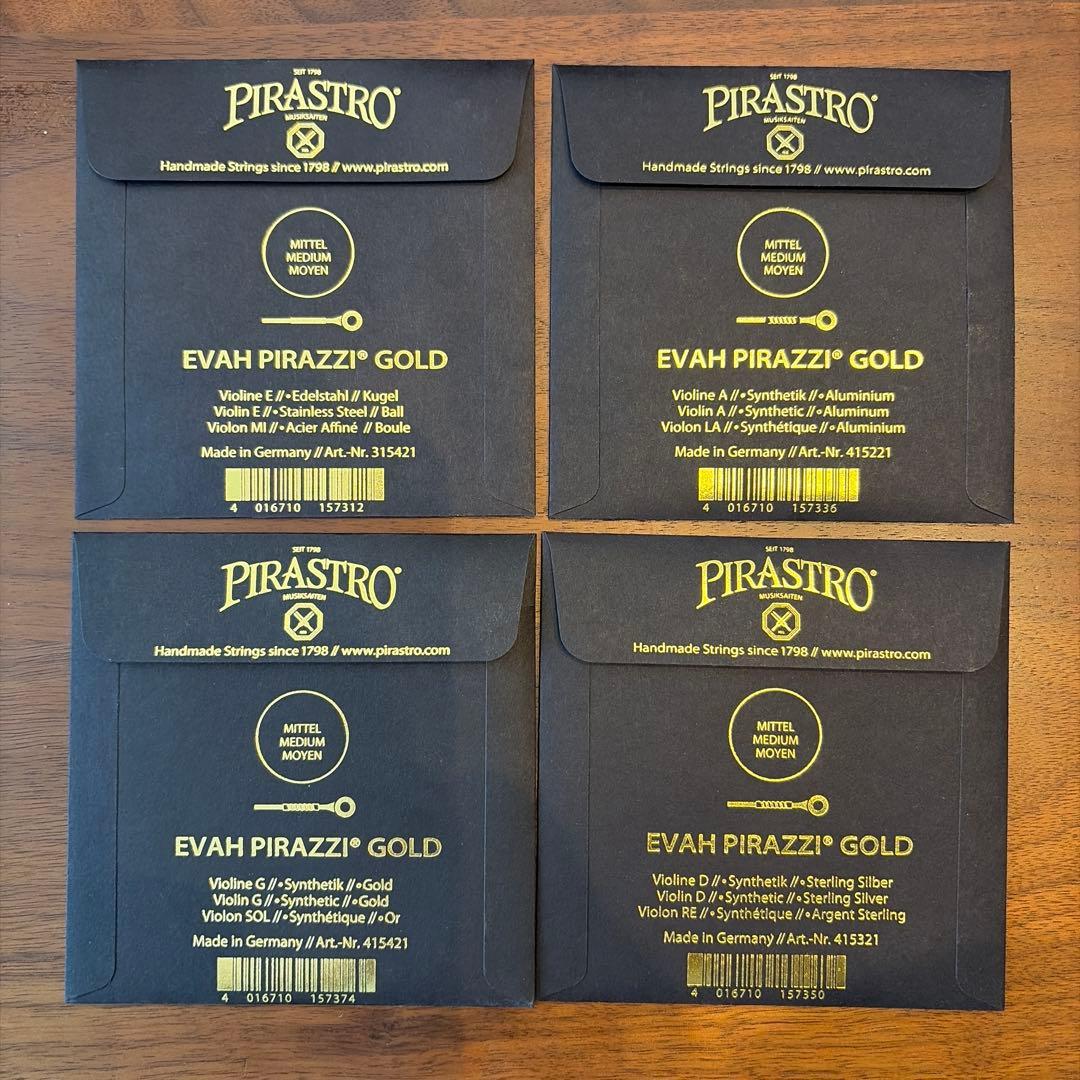 SEIT 1798
PIRASTRO®
MUSIKSAITEN
Handmade Strings since 1798 // www.pirastro.com
MITTEL
MEDIUM
MOYEN
EVAH PIRAZZI® GOLD
Violine E //•Edelstahl // Kugel
Violin E //•Stainless Steel // Ball
Violon MI //•Acier Affiné // Boule
Made in Germany // Art.-Nr. 315421
4 016710 157312
SEIT 1798
PIRASTRO®
MUSIKSAITEN
Handmade Strings since 1798 // www.pirastro.com
MITTEL
MEDIUM
MOYEN
EVAH PIRAZZI® GOLD
Violine A //•Synthetik //∘Aluminium
Violin A //•Synthetic //∘Aluminum
Violon LA //•Synthétique //∘Aluminium
Made in Germany // Art.-Nr. 415221
4 016710 157336
SEIT 1798
PIRASTRO®
MUSIKSAITEN
Handmade Strings since 1798 // www.pirastro.com
MITTEL
MEDIUM
MOYEN
EVAH PIRAZZI® GOLD
Violine G //•Synthetik //∘Gold
Violin G //•Synthetic //∘Gold
Violon SOL //•Synthétique //∘Or
Made in Germany // Art.-Nr. 415421
4 016710 157374
SEIT 1798
PIRASTRO®
MUSIKSAITEN
Handmade Strings since 1798 // www.pirastro.com
MITTEL
MEDIUM
MOYEN
EVAH PIRAZZI® GOLD
Violine D //•Synthetik //∘Sterling Silber
Violin D //•Synthetic //∘Sterling Silver
Violon RE //•Synthétique //∘Argent Sterling
Made in Germany // Art.-Nr. 415321
4 016710 157350